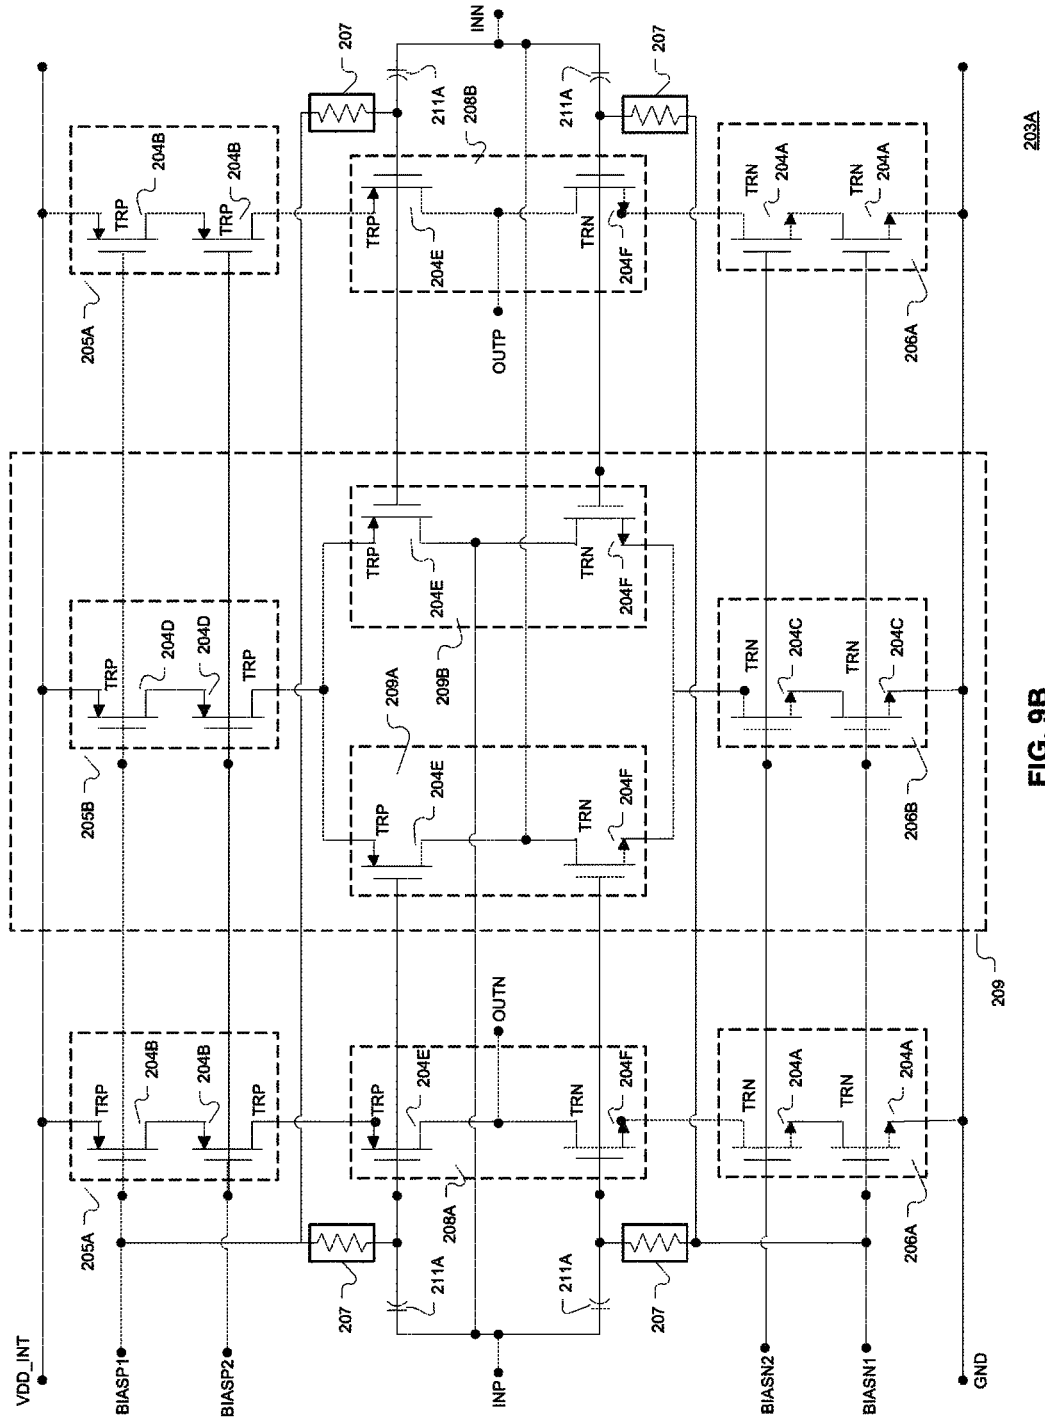 VDD_INT
205A
205B
205A
TRP
TRP
TRP
BIASP1
204B
204D
204B
204B
204D
TRP
204B
BIASP2
TRP
TRP
207
207
TRP
TRP
TRP
TRP
209A
204E
204E
204E
204E
211A
211A
208A
209B
208B
INP
OUTN
OUTP
INN
211A
211A
TRN
TRN
TRN
TRN
204F
204F
204F
204F
207
207
TRN
TRN
TRN
BIASN2
204A
204C
204A
TRN
TRN
TRN
BIASN1
204A
204C
204A
206A
206B
206A
GND
209
FIG. 9B
203A